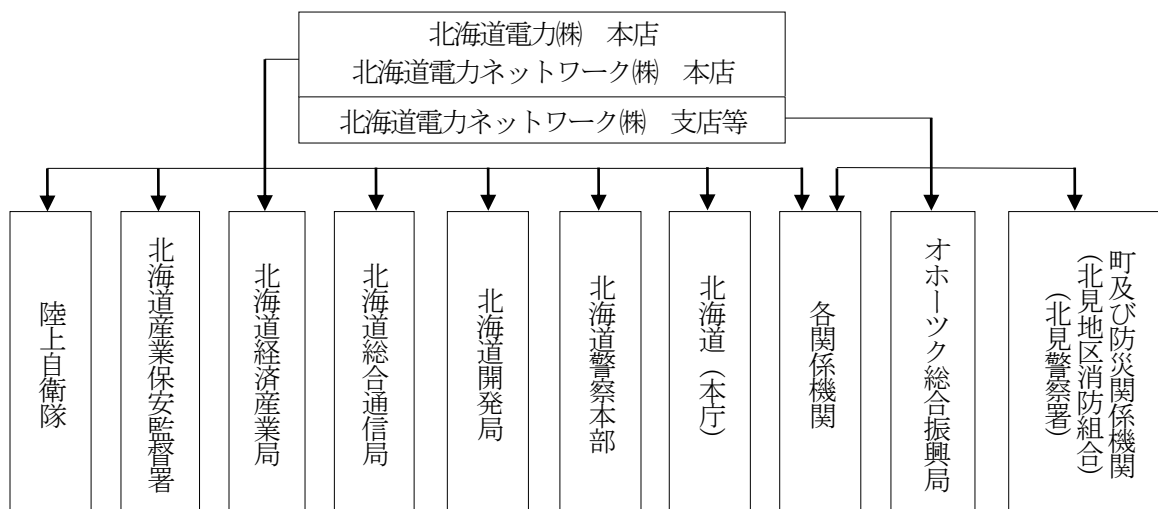 北海道電力㈱　本店
北海道電力ネットワーク㈱　本店
北海道電力ネットワーク㈱　支店等
陸上自衛隊
北海道産業保安監督署
北海道経済産業局
北海道総合通信局
北海道開発局
北海道警察本部
北海道（本庁）
各関係機関
オホーツク総合振興局
町及び防災関係機関
（北見地区消防組合）
（北見警察署）